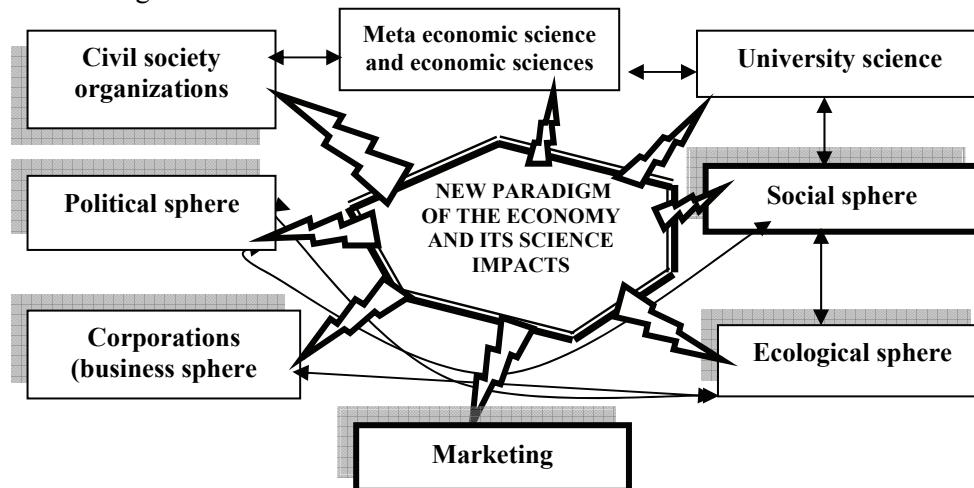 Meta economic science
and economic sciences
Civil society
organizations
University science
Political sphere
NEW PARADIGM
OF THE ECONOMY
AND ITS SCIENCE
IMPACTS
Social sphere
Corporations
(business sphere
Ecological sphere
Marketing